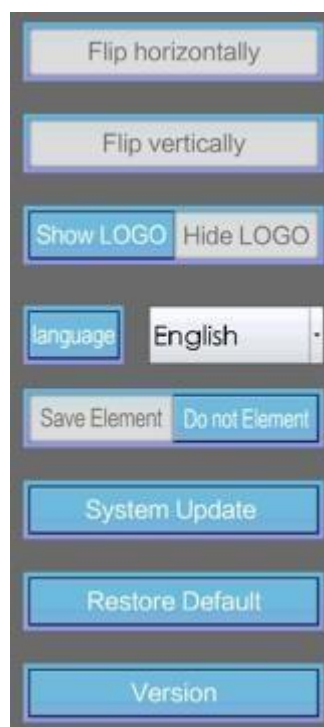 Flip horizontally
Flip vertically
Show LOGO Hide LOGO
language English
Save Element Do not Element
System Update
Restore Default
Version